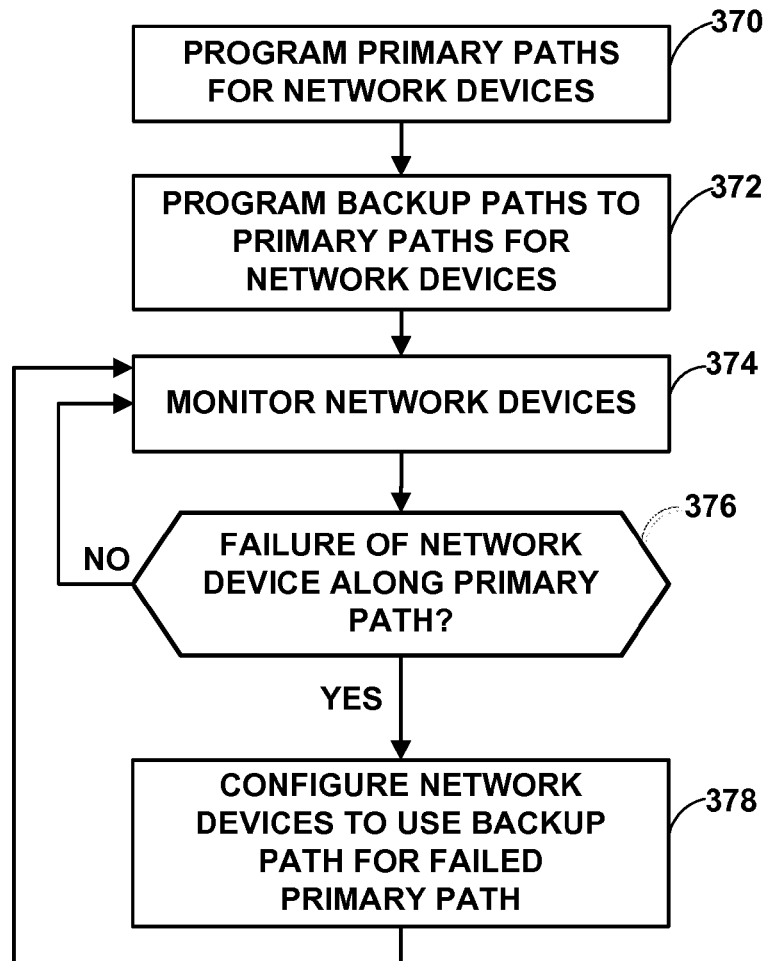 370
PROGRAM PRIMARY PATHS
FOR NETWORK DEVICES
372
PROGRAM BACKUP PATHS TO
PRIMARY PATHS FOR
NETWORK DEVICES
374
MONITOR NETWORK DEVICES
376
FAILURE OF NETWORK
DEVICE ALONG PRIMARY
PATH?
NO
YES
378
CONFIGURE NETWORK
DEVICES TO USE BACKUP
PATH FOR FAILED
PRIMARY PATH